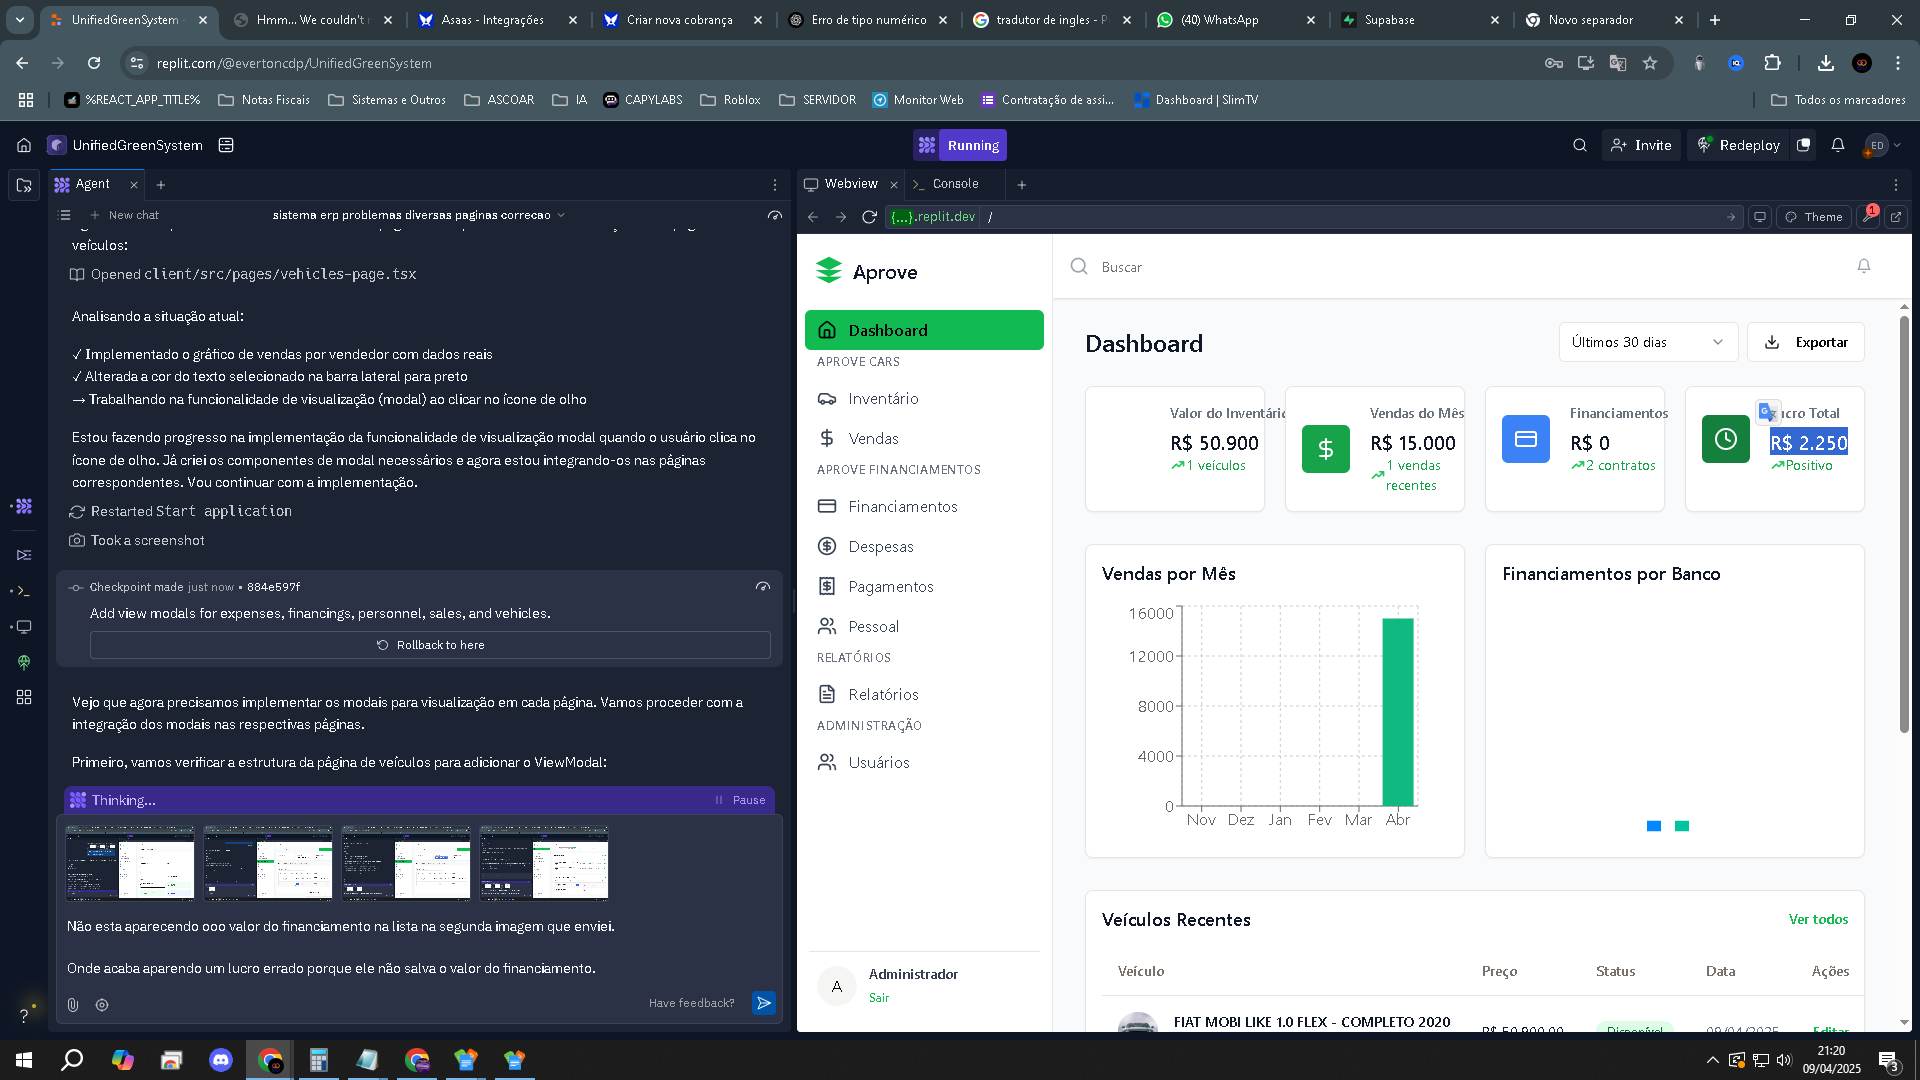 UnifiedGreenSystem -
Hmm... We couldn't r
Asaas - Integrações
Criar nova cobrança
Erro de tipo numérico
tradutor de ingles - P
(40) WhatsApp
Supabase
Novo separador
replit.com/@evertoncdp/UnifiedGreenSystem
%REACT_APP_TITLE%
Notas Fiscais
Sistemas e Outros
ASCOAR
IA
CAPYLABS
Roblox
SERVIDOR
Monitor Web
Contratação de assi...
Dashboard | SlimTV
Todos os marcadores
UnifiedGreenSystem
Running
Invite
Redeploy
ED
Agent
New chat
sistema erp problemas diversas paginas correcao
veículos:
Opened client/src/pages/vehicles-page.tsx
Analisando a situação atual:
✓ Implementado o gráfico de vendas por vendedor com dados reais
✓ Alterada a cor do texto selecionado na barra lateral para preto
→ Trabalhando na funcionalidade de visualização (modal) ao clicar no ícone de olho
Estou fazendo progresso na implementação da funcionalidade de visualização modal quando o usuário clica no
ícone de olho. Já criei os componentes de modal necessários e agora estou integrando-os nas páginas
correspondentes. Vou continuar com a implementação.
Restarted Start application
Took a screenshot
Checkpoint made just now • 884e597f
Add view modals for expenses, financings, personnel, sales, and vehicles.
Rollback to here
Vejo que agora precisamos implementar os modais para visualização em cada página. Vamos proceder com a
integração dos modais nas respectivas páginas.
Primeiro, vamos verificar a estrutura da página de veículos para adicionar o ViewModal:
Thinking...
Pause
Não esta aparecendo ooo valor do financiamento na lista na segunda imagem que enviei.
Onde acaba aparendo um lucro errado porque ele não salva o valor do financiamento.
Have feedback?
Webview
Console
{...}.replit.dev /
Theme
1
Aprove
Buscar
Dashboard
APROVE CARS
Inventário
Vendas
APROVE FINANCIAMENTOS
Financiamentos
Despesas
Pagamentos
Pessoal
RELATÓRIOS
Relatórios
ADMINISTRAÇÃO
Usuários
A
Administrador
Sair
Dashboard
Últimos 30 dias
Exportar
Valor do Inventário
R$ 50.900
1 veículos
Vendas do Mês
R$ 15.000
1 vendas
recentes
Financiamentos
R$ 0
2 contratos
ucro Total
R$ 2.250
Positivo
Vendas por Mês
16000
12000
8000
4000
0
Nov Dez Jan Fev Mar Abr
Financiamentos por Banco
Veículos Recentes
Ver todos
Veículo
Preço
Status
Data
Ações
FIAT MOBI LIKE 1.0 FLEX - COMPLETO 2020
R$ 50.900,00
Disponível
09/04/2025
Editar
?
21:20
09/04/2025
3